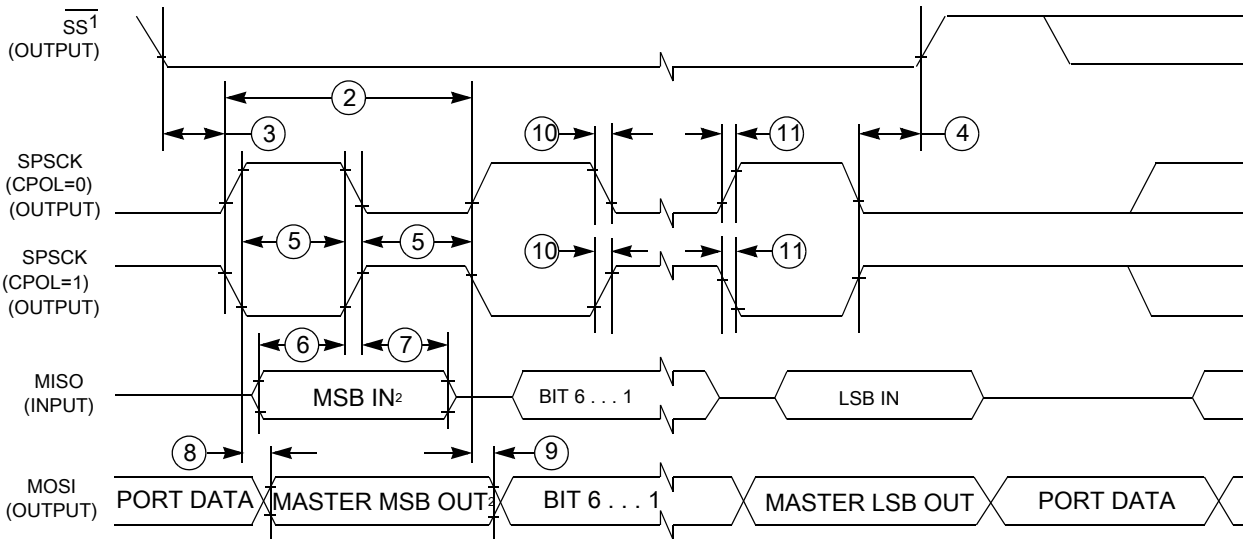 SS1
(OUTPUT)
2
3
10
11
4
SPSCK
(CPOL=0)
(OUTPUT)
5
5
SPSCK
(CPOL=1)
(OUTPUT)
10
11
6
7
MISO
(INPUT)
MSB IN2
BIT 6 . . . 1
LSB IN
8
9
MOSI
(OUTPUT)
PORT DATA
MASTER MSB OUT2
BIT 6 . . . 1
MASTER LSB OUT
PORT DATA